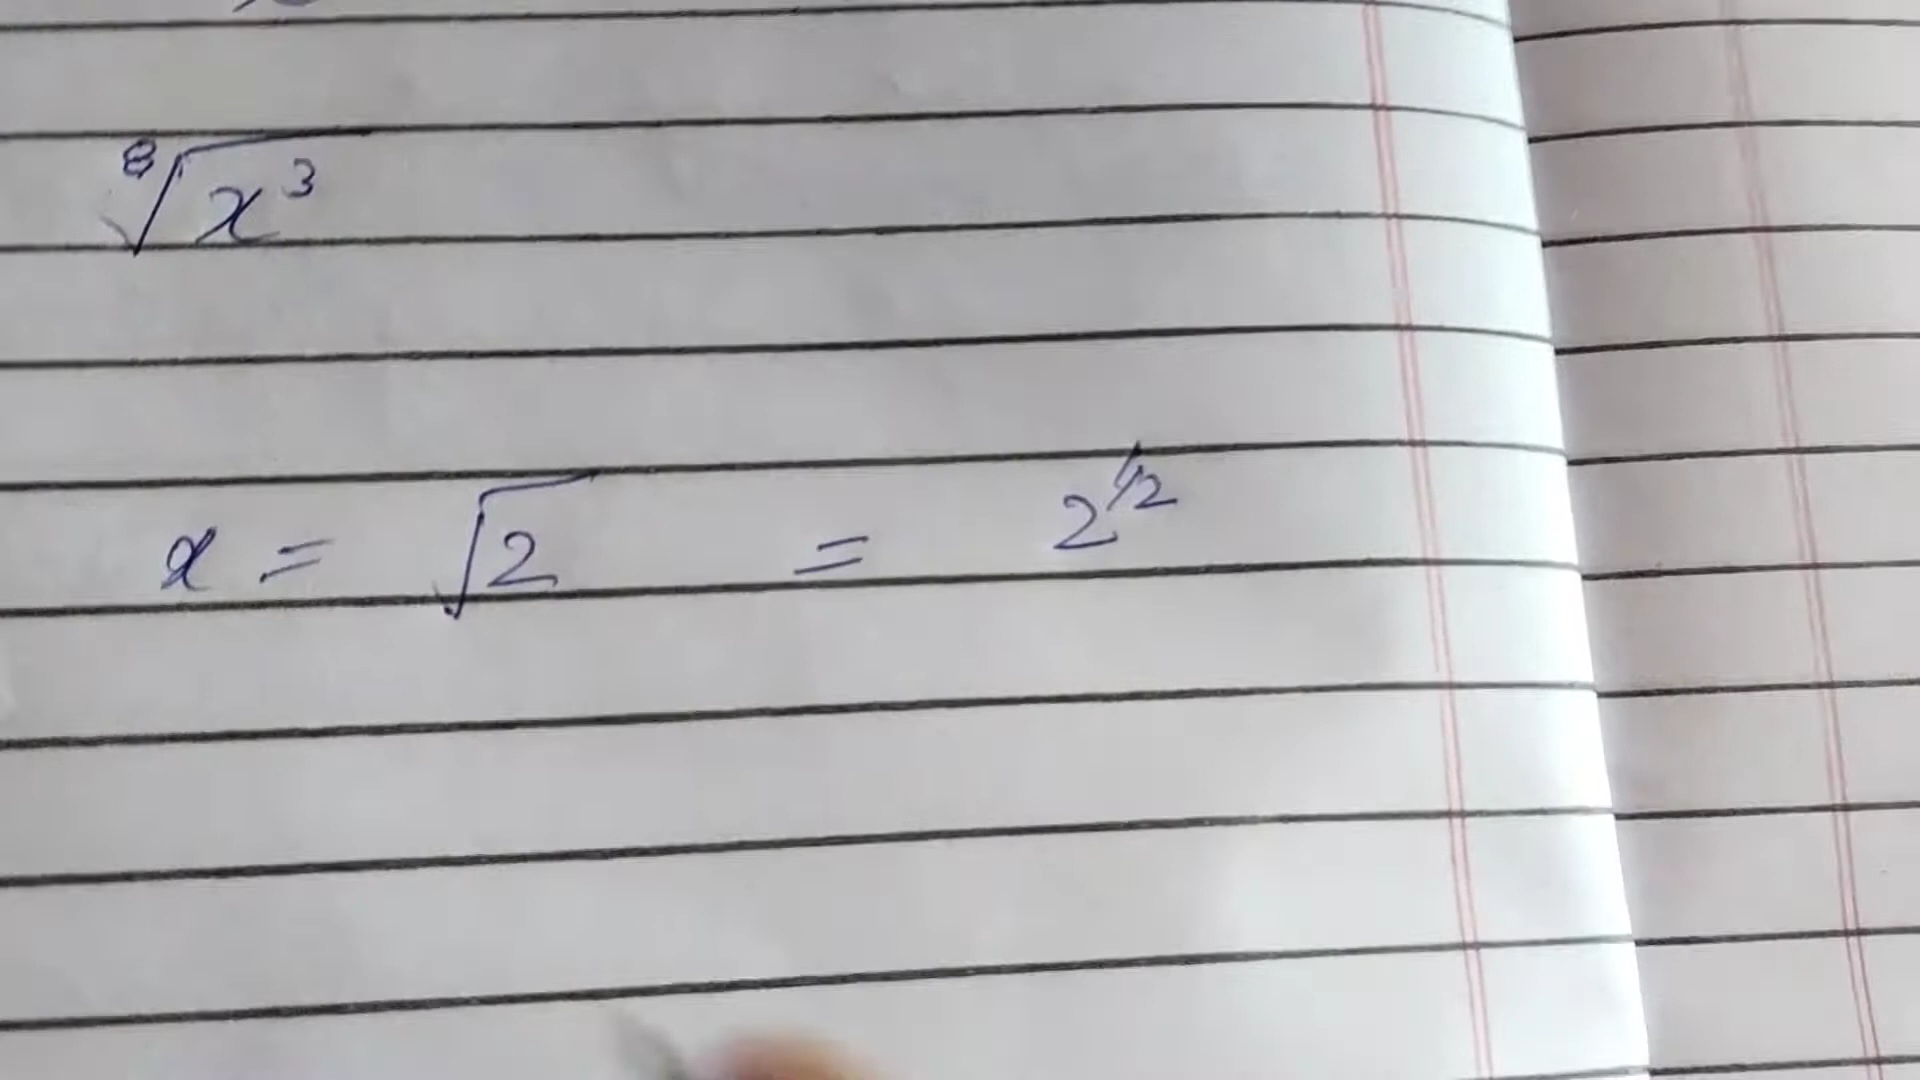 ⁸√x³
x = √2 = 2^1/2